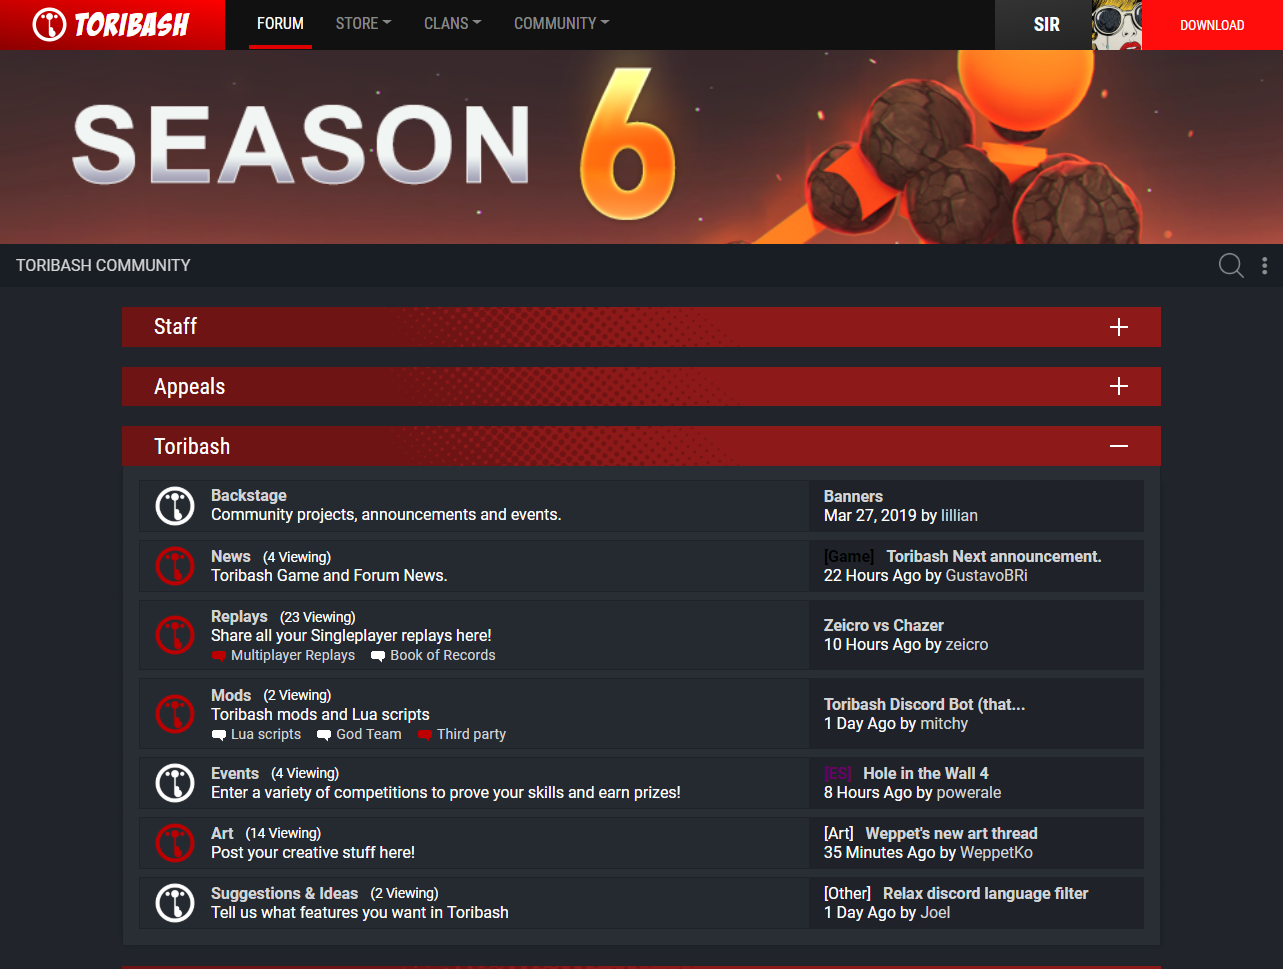 TORIBASH
FORUM
STORE
CLANS
COMMUNITY
SIR
DOWNLOAD
SEASON 6
TORIBASH COMMUNITY
Staff
Appeals
Toribash
Backstage
Community projects, announcements and events.
Banners
Mar 27, 2019 by lillian
News (4 Viewing)
Toribash Game and Forum News.
[Game] Toribash Next announcement.
22 Hours Ago by GustavoBRi
Replays (23 Viewing)
Share all your Singleplayer replays here!
Multiplayer Replays Book of Records
Zeicro vs Chazer
10 Hours Ago by zeicro
Mods (2 Viewing)
Toribash mods and Lua scripts
Lua scripts God Team Third party
Toribash Discord Bot (that...
1 Day Ago by mitchy
Events (4 Viewing)
Enter a variety of competitions to prove your skills and earn prizes!
[ES] Hole in the Wall 4
8 Hours Ago by powerale
Art (14 Viewing)
Post your creative stuff here!
[Art] Weppet's new art thread
35 Minutes Ago by WeppetKo
Suggestions & Ideas (2 Viewing)
Tell us what features you want in Toribash
[Other] Relax discord language filter
1 Day Ago by Joel